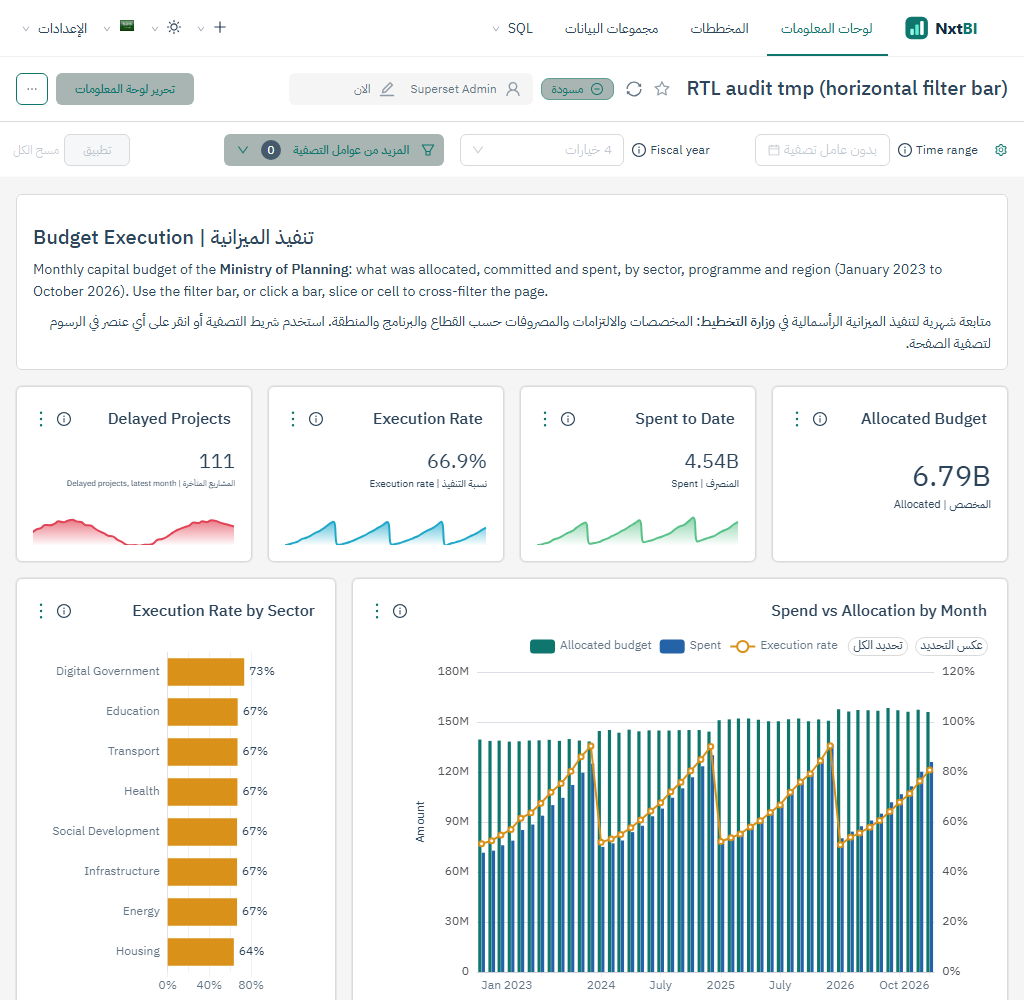 NxtBI
لوحات المعلومات
المخططات
مجموعات البيانات
SQL
الإعدادات
RTL audit tmp (horizontal filter bar)
مسودة
Superset Admin
الآن
تحرير لوحة المعلومات
Time range
بدون عامل تصفية
Fiscal year
4 خيارات
المزيد من عوامل التصفية
0
تطبيق
مسح الكل
Budget Execution | تنفيذ الميزانية
Monthly capital budget of the Ministry of Planning: what was allocated, committed and spent, by sector, programme and region (January 2023 to
October 2026). Use the filter bar, or click a bar, slice or cell to cross-filter the page.
متابعة شهرية لتنفيذ الميزانية الرأسمالية في وزارة التخطيط: المخصصات والالتزامات والمصروفات حسب القطاع والبرنامج والمنطقة. استخدم شريط التصفية أو انقر على أي عنصر في الرسوم
لتصفية الصفحة.
Allocated Budget
6.79B
Allocated | المخصص
Spent to Date
4.54B
Spent | المنصرف
Execution Rate
66.9%
Execution rate | نسبة التنفيذ
Delayed Projects
111
Delayed projects, latest month | المشاريع المتأخرة
Spend vs Allocation by Month
Allocated budget
Spent
Execution rate
تحديد الكل
عكس التحديد
180M
150M
120M
90M
60M
30M
0
Amount
120%
100%
80%
60%
40%
20%
0%
Jan 2023
2024
July
2025
July
2026
Oct 2026
Execution Rate by Sector
Digital Government 73%
Education 67%
Transport 67%
Health 67%
Social Development 67%
Infrastructure 67%
Energy 67%
Housing 64%
0% 40% 80%